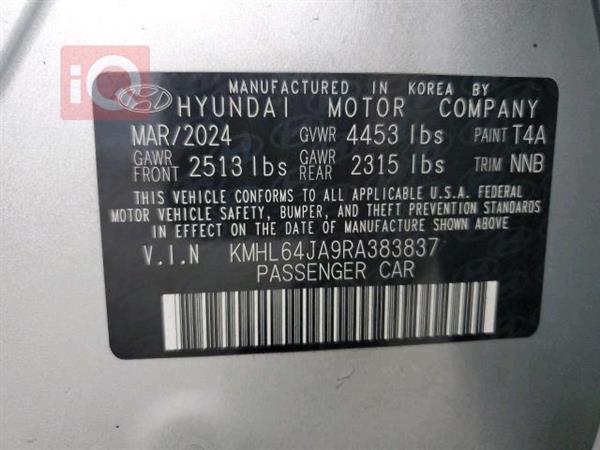 iQ
MANUFACTURED IN KOREA BY
HYUNDAI MOTOR COMPANY
MAR/2024 GVWR 4453 lbs PAINT T4A
GAWR FRONT 2513 lbs GAWR REAR 2315 lbs TRIM NNB
THIS VEHICLE CONFORMS TO ALL APPLICABLE U.S.A. FEDERAL
MOTOR VEHICLE SAFETY, BUMPER, AND THEFT PREVENTION STANDARDS
IN EFFECT ON THE DATE OF MANUFACTURE SHOWN ABOVE
V.I.N KMHL64JA9RA383837
PASSENGER CAR